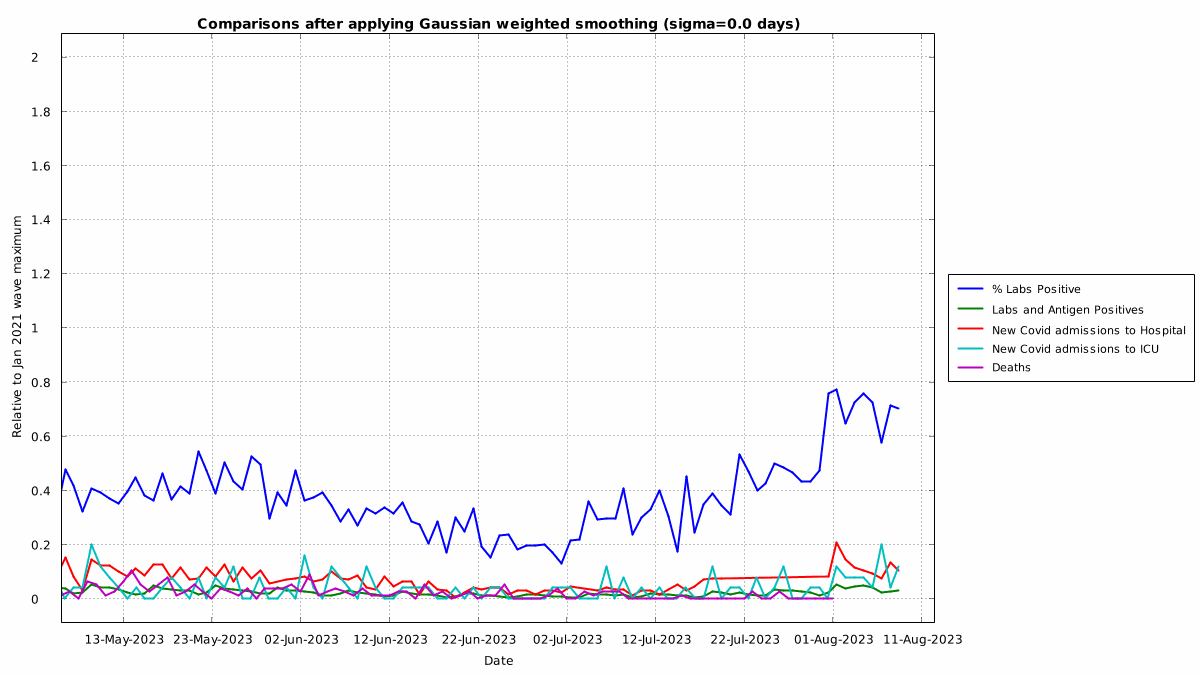 Comparisons after applying Gaussian weighted smoothing (sigma=0.0 days)
2
1.8
1.6
1.4
1.2
1
0.8
0.6
0.4
0.2
0
Relative to Jan 2021 wave maximum
13-May-2023 23-May-2023 02-Jun-2023 12-Jun-2023 22-Jun-2023 02-Jul-2023 12-Jul-2023 22-Jul-2023 01-Aug-2023 11-Aug-2023
Date
% Labs Positive
Labs and Antigen Positives
New Covid admissions to Hospital
New Covid admissions to ICU
Deaths